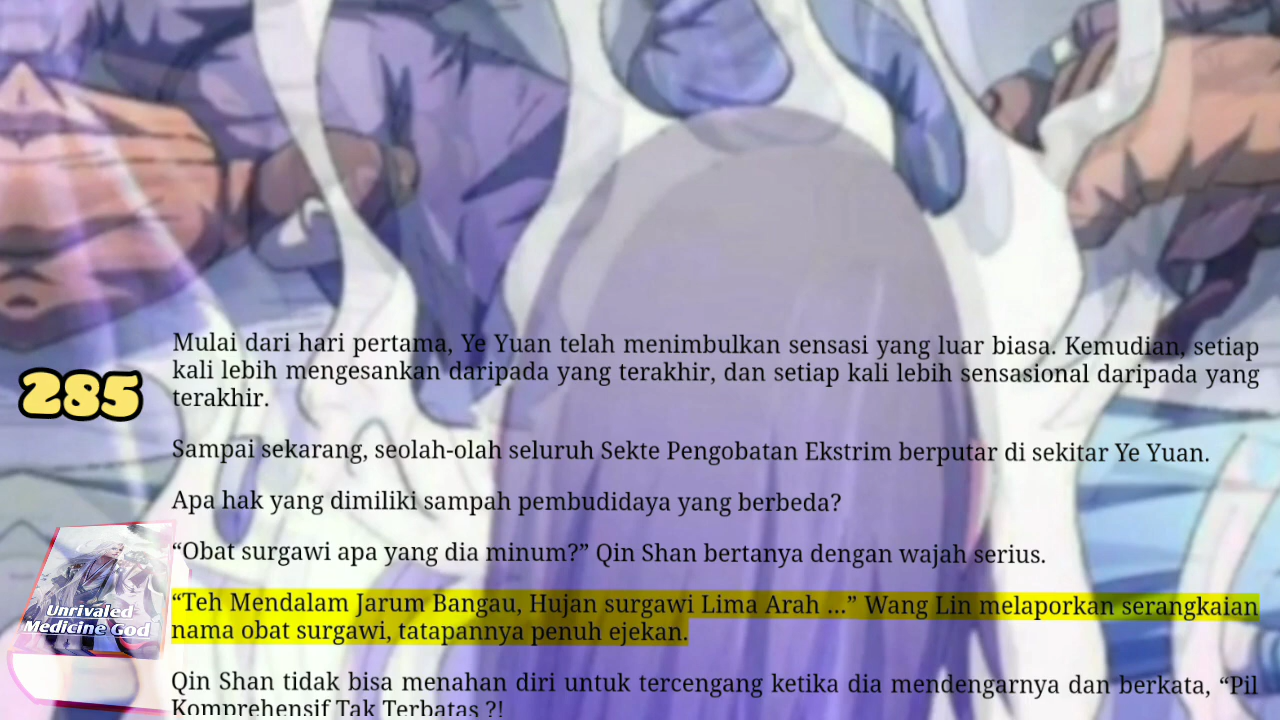 Mulai dari hari pertama, Ye Yuan telah menimbulkan sensasi yang luar biasa. Kemudian, setiap
kali lebih mengesankan daripada yang terakhir, dan setiap kali lebih sensasional daripada yang
terakhir.
285
Sampai sekarang, seolah-olah seluruh Sekte Pengobatan Ekstrim berputar di sekitar Ye Yuan.
Apa hak yang dimiliki sampah pembudidaya yang berbeda?
“Obat surgawi apa yang dia minum?” Qin Shan bertanya dengan wajah serius.
“Teh Mendalam Jarum Bangau, Hujan surgawi Lima Arah ...” Wang Lin melaporkan serangkaian
nama obat surgawi, tatapannya penuh ejekan.
Unrivaled
Medicine God
Qin Shan tidak bisa menahan diri untuk tercengang ketika dia mendengarnya dan berkata, “Pil
Komprehensif Tak Terbatas ?!